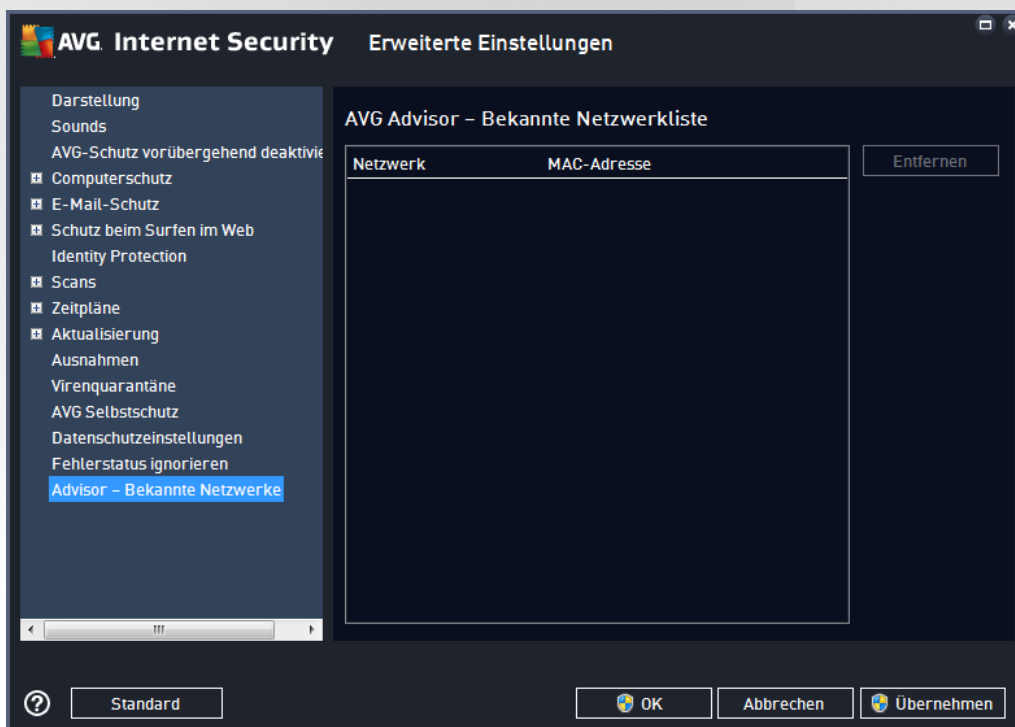 AVG. Internet Security Erweiterte Einstellungen
Darstellung
Sounds
AVG-Schutz vorübergehend deaktivie
Computerschutz
E-Mail-Schutz
Schutz beim Surfen im Web
Identity Protection
Scans
Zeitpläne
Aktualisierung
Ausnahmen
Virenquarantäne
AVG Selbstschutz
Datenschutzeinstellungen
Fehlerstatus ignorieren
Advisor – Bekannte Netzwerke
AVG Advisor – Bekannte Netzwerkliste
Netzwerk MAC-Adresse
Entfernen
Standard
OK
Abbrechen
Übernehmen